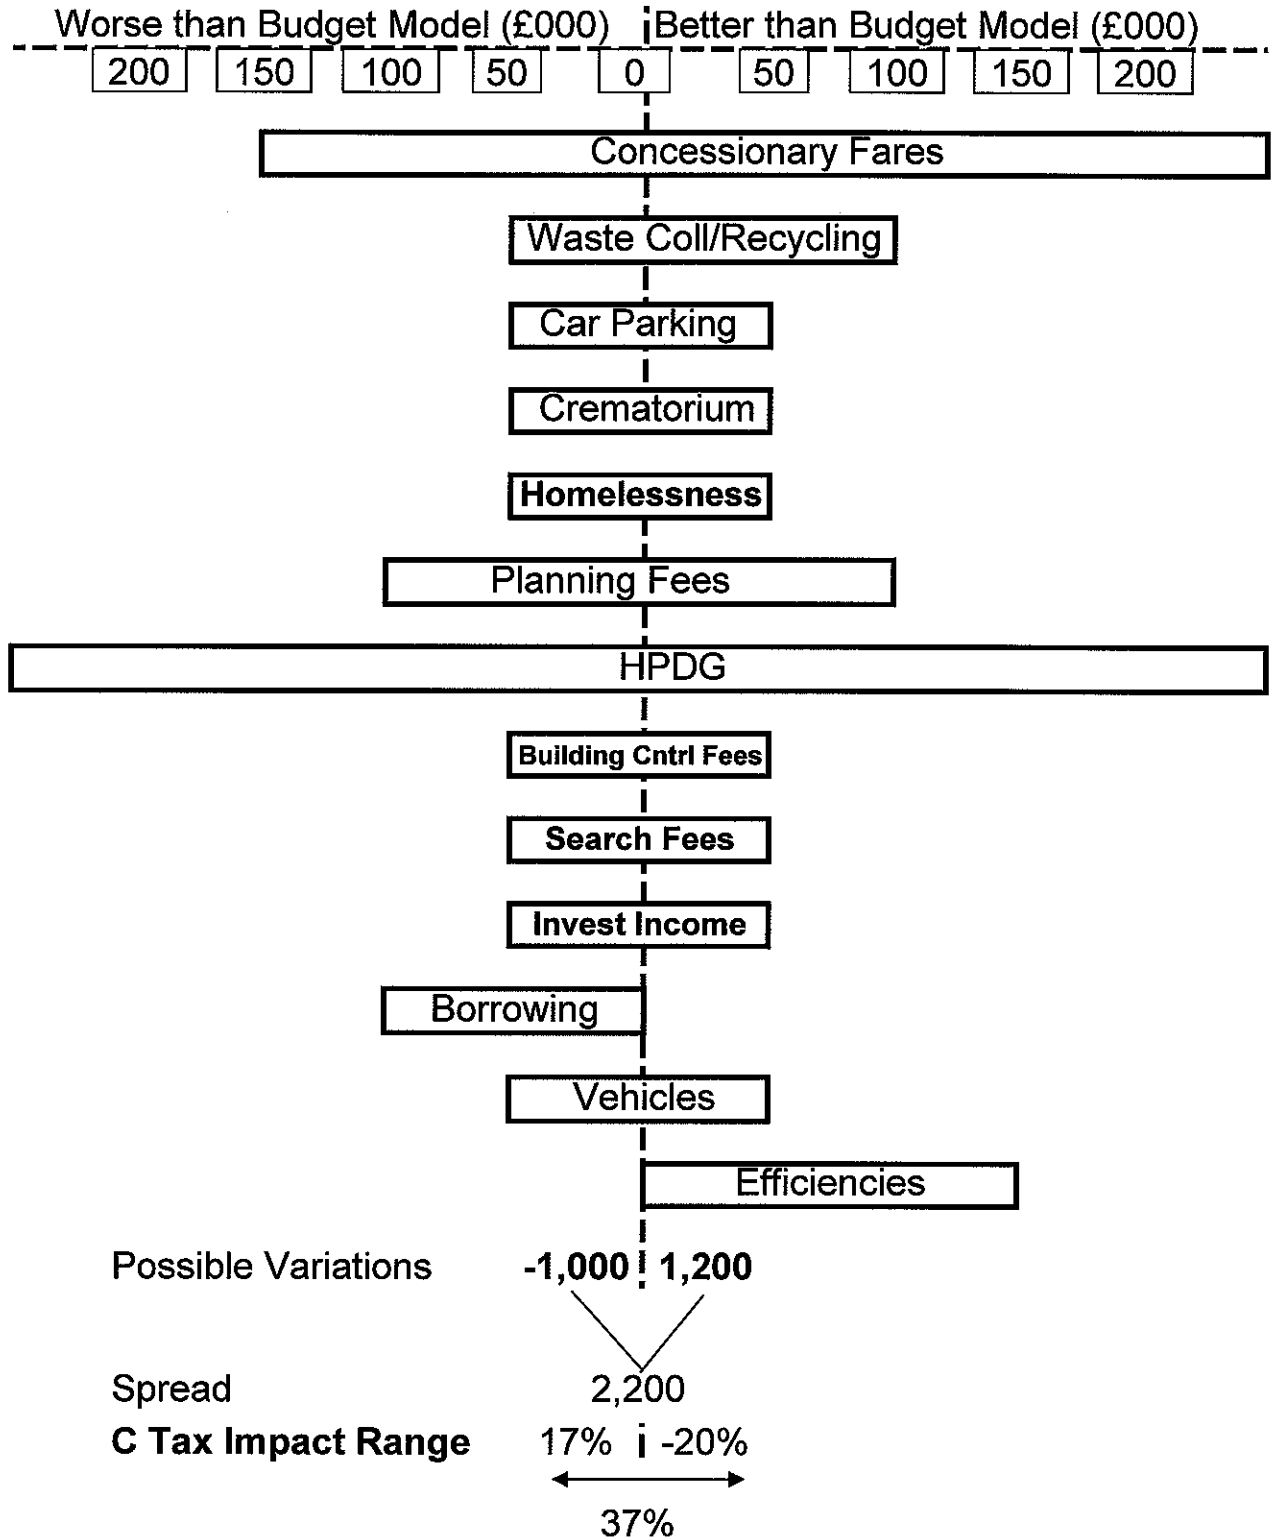 Worse than Budget Model (£000) Better than Budget Model (£000)
200 150 100 50 0 50 100 150 200
Concessionary Fares
Waste Coll/Recycling
Car Parking
Crematorium
Homelessness
Planning Fees
HPDG
Building Cntrl Fees
Search Fees
Invest Income
Borrowing
Vehicles
Efficiencies
Possible Variations -1,000 1,200
Spread 2,200
C Tax Impact Range 17% -20%
37%